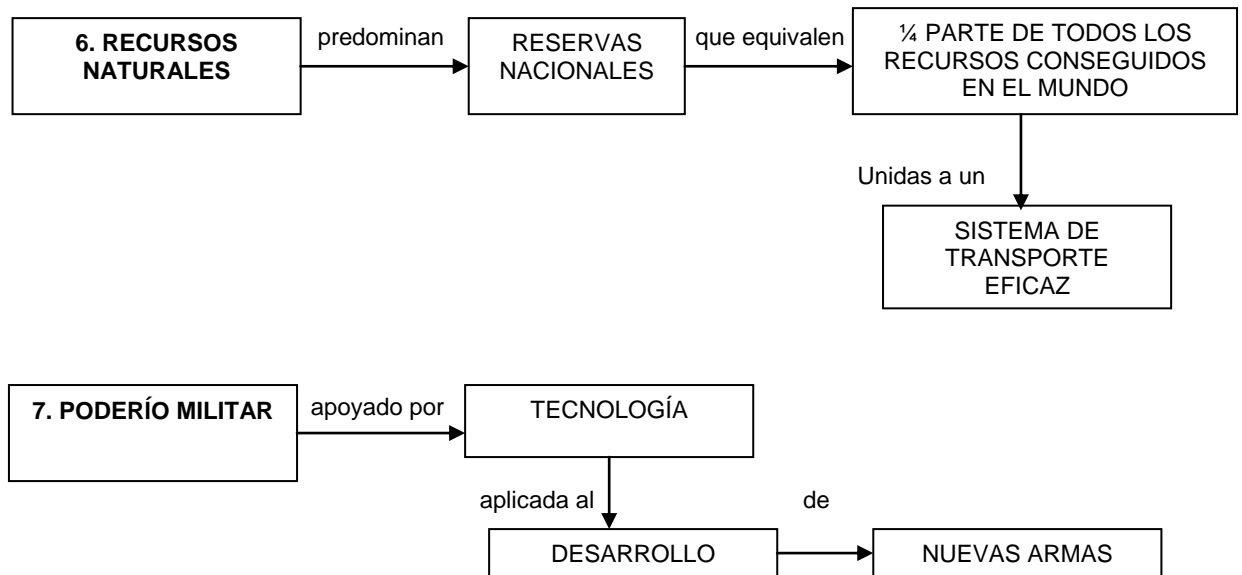 6. RECURSOS
NATURALES
predominan
RESERVAS
NACIONALES
que equivalen
¼ PARTE DE TODOS LOS
RECURSOS CONSEGUIDOS
EN EL MUNDO
Unidas a un
SISTEMA DE
TRANSPORTE
EFICAZ
7. PODERÍO MILITAR
apoyado por
TECNOLOGÍA
aplicada al
DESARROLLO
de
NUEVAS ARMAS